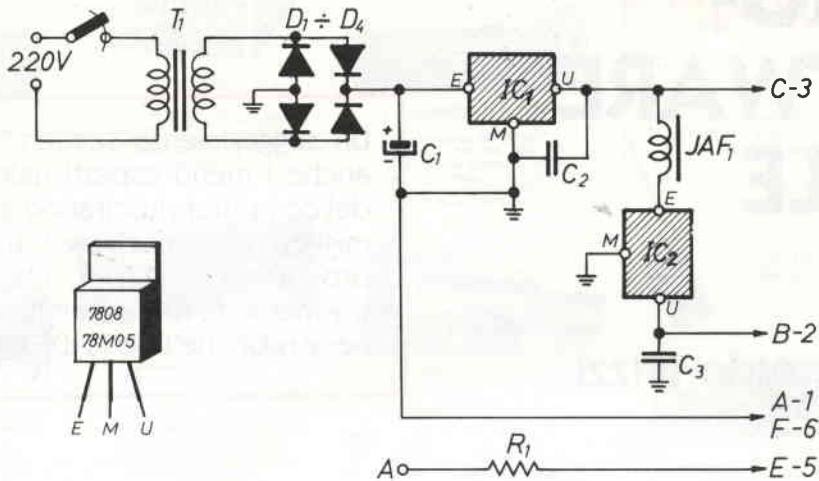 T1
D1 ÷ D4
220V
E
IC1
U
M
C-3
+
-
C1
C2
JAF1
E
M
IC2
U
B-2
C3
7808
78M05
E M U
A-1
F-6
A
R1
E-5